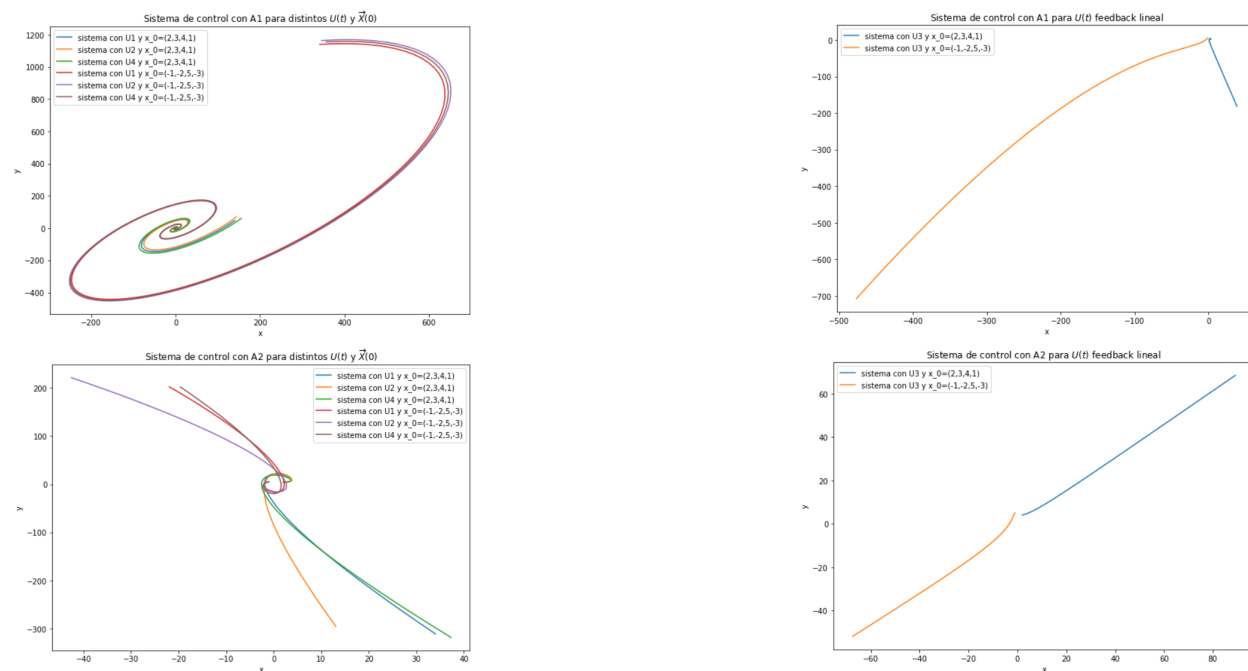 Sistema de control con A1 para distintos U(t) y X⃗(0)
sistema con U1 y x_0=(2,3,4,1)
sistema con U2 y x_0=(2,3,4,1)
sistema con U4 y x_0=(2,3,4,1)
sistema con U1 y x_0=(-1,-2,5,-3)
sistema con U2 y x_0=(-1,-2,5,-3)
sistema con U4 y x_0=(-1,-2,5,-3)
1200
1000
800
600
400
200
0
−200
−400
y
−200 0 200 400 600
x
Sistema de control con A1 para U(t) feedback lineal
sistema con U3 y x_0=(2,3,4,1)
sistema con U3 y x_0=(-1,-2,5,-3)
0
−100
−200
−300
−400
−500
−600
−700
y
−500 −400 −300 −200 −100 0
x
Sistema de control con A2 para distintos U(t) y X⃗(0)
sistema con U1 y x_0=(2,3,4,1)
sistema con U2 y x_0=(2,3,4,1)
sistema con U4 y x_0=(2,3,4,1)
sistema con U1 y x_0=(-1,-2,5,-3)
sistema con U2 y x_0=(-1,-2,5,-3)
sistema con U4 y x_0=(-1,-2,5,-3)
200
100
0
−100
−200
−300
y
−40 −30 −20 −10 0 10 20 30 40
x
Sistema de control con A2 para U(t) feedback lineal
sistema con U3 y x_0=(2,3,4,1)
sistema con U3 y x_0=(-1,-2,5,-3)
60
40
20
0
−20
−40
y
−60 −40 −20 0 20 40 60 80
x